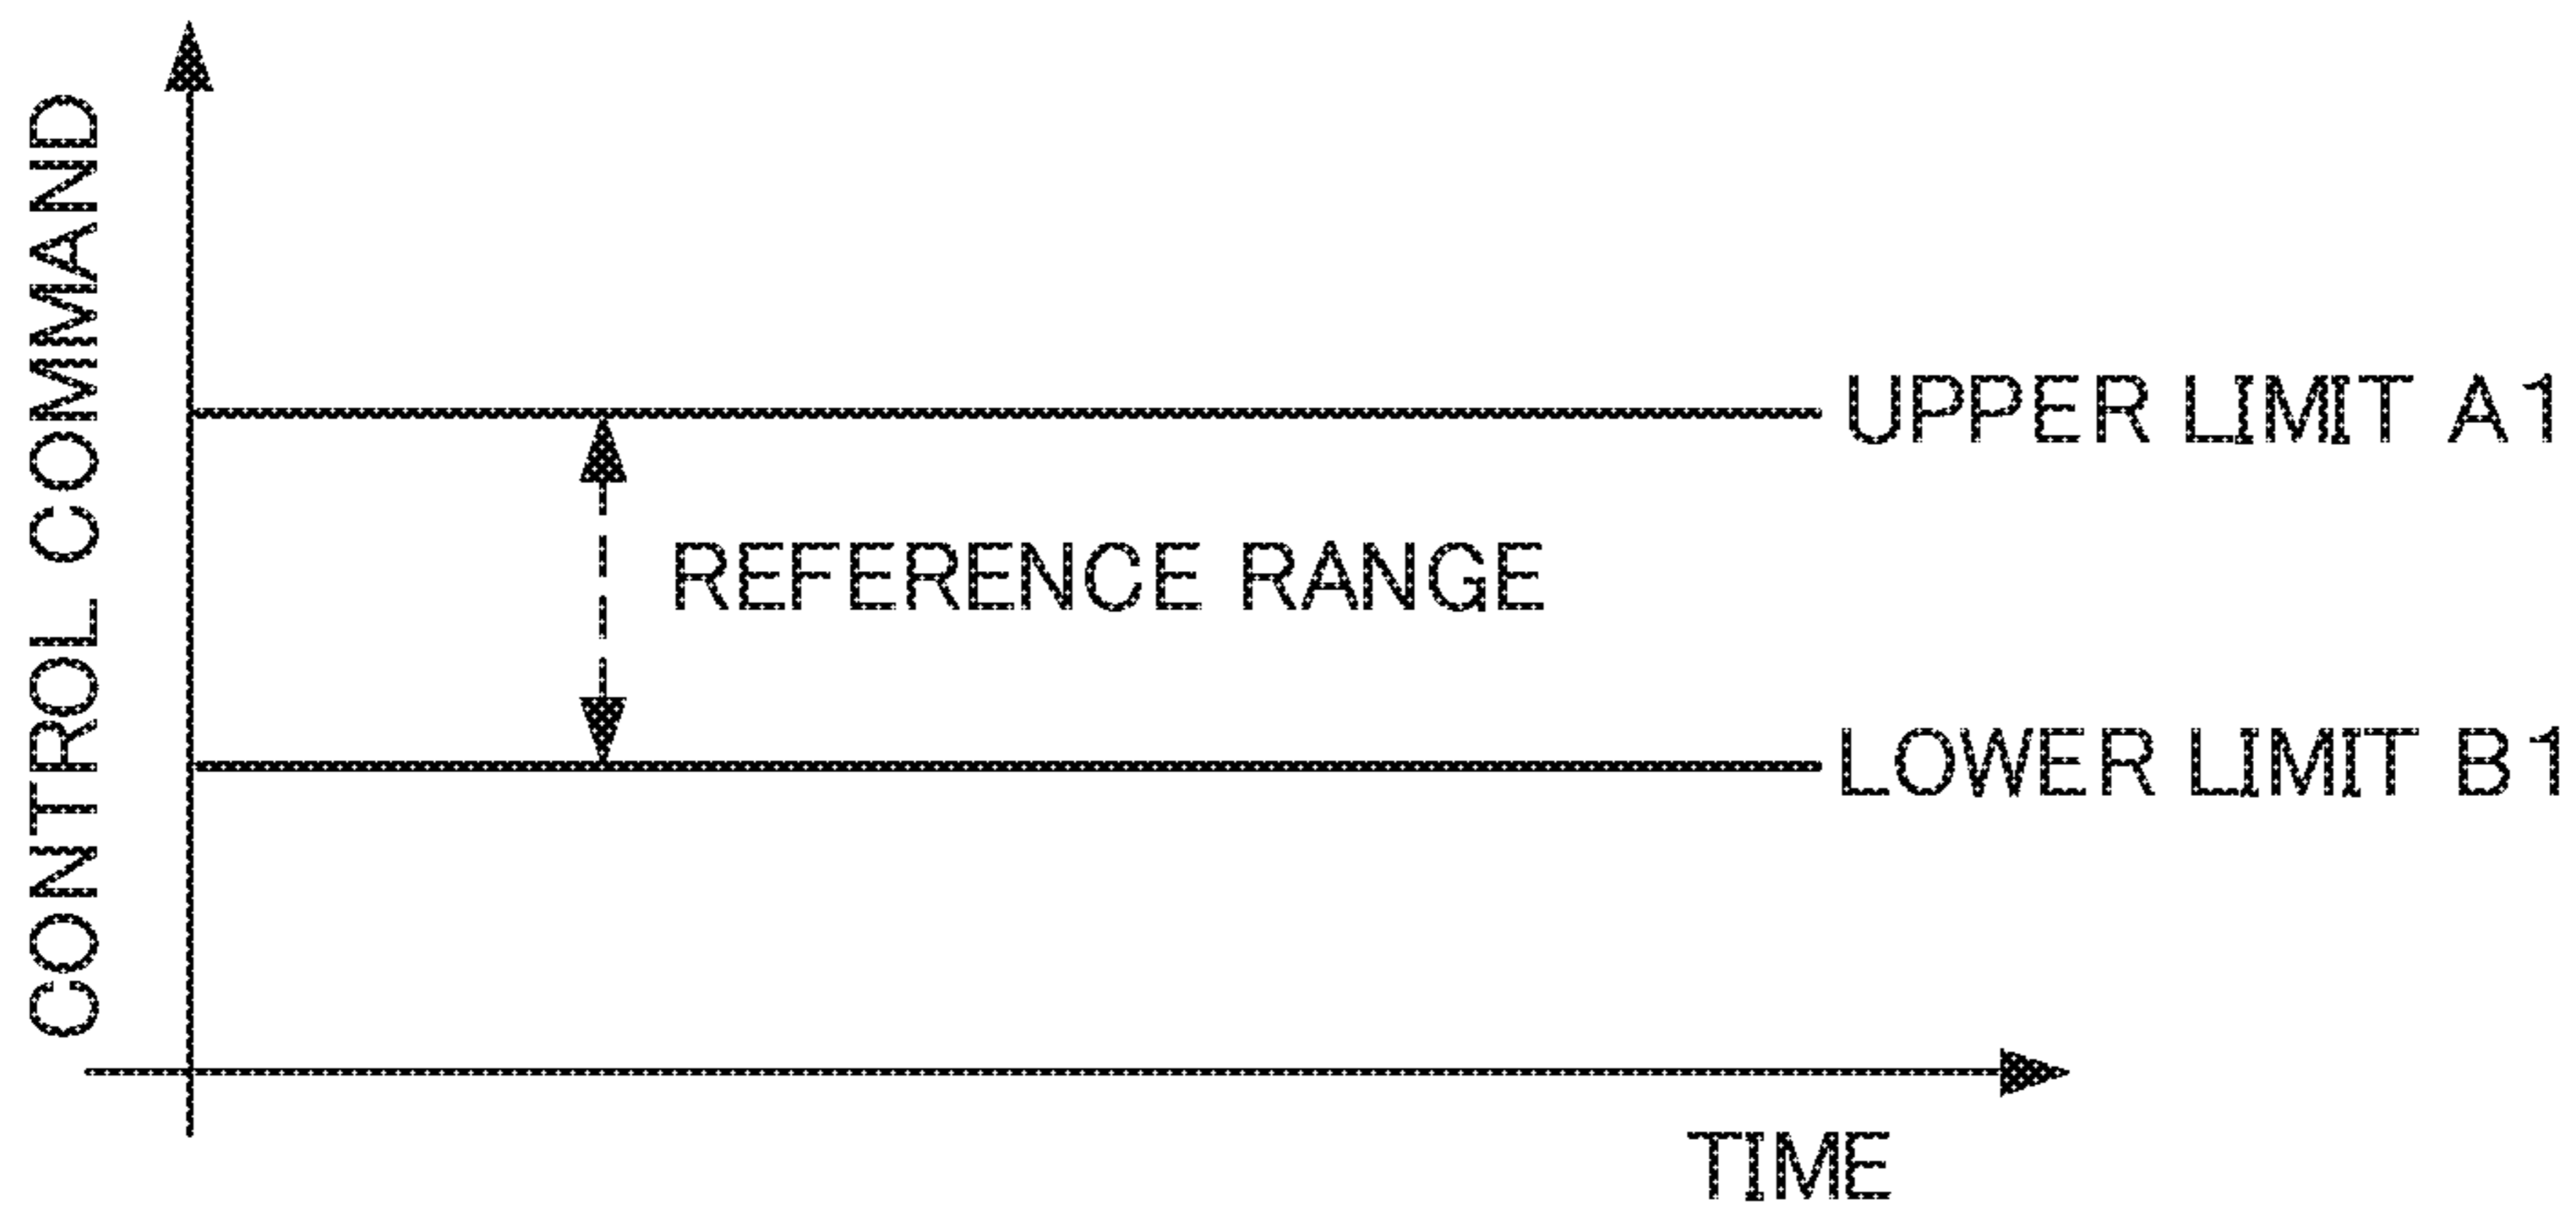 CONTROL COMMAND
UPPER LIMIT A1
REFERENCE RANGE
LOWER LIMIT B1
TIME